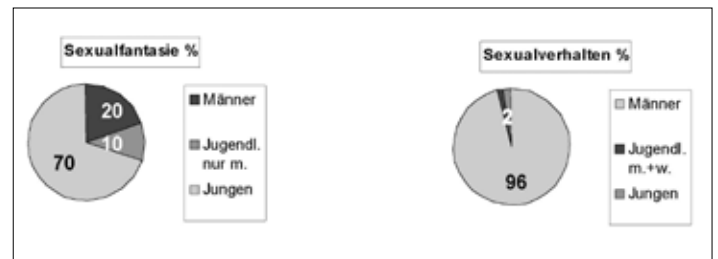 Sexualfantasie %
20
10
70
Männer
Jugendl.
nur m.
Jungen
Sexualverhalten %
2
96
Männer
Jugendl.
m.+w.
Jungen